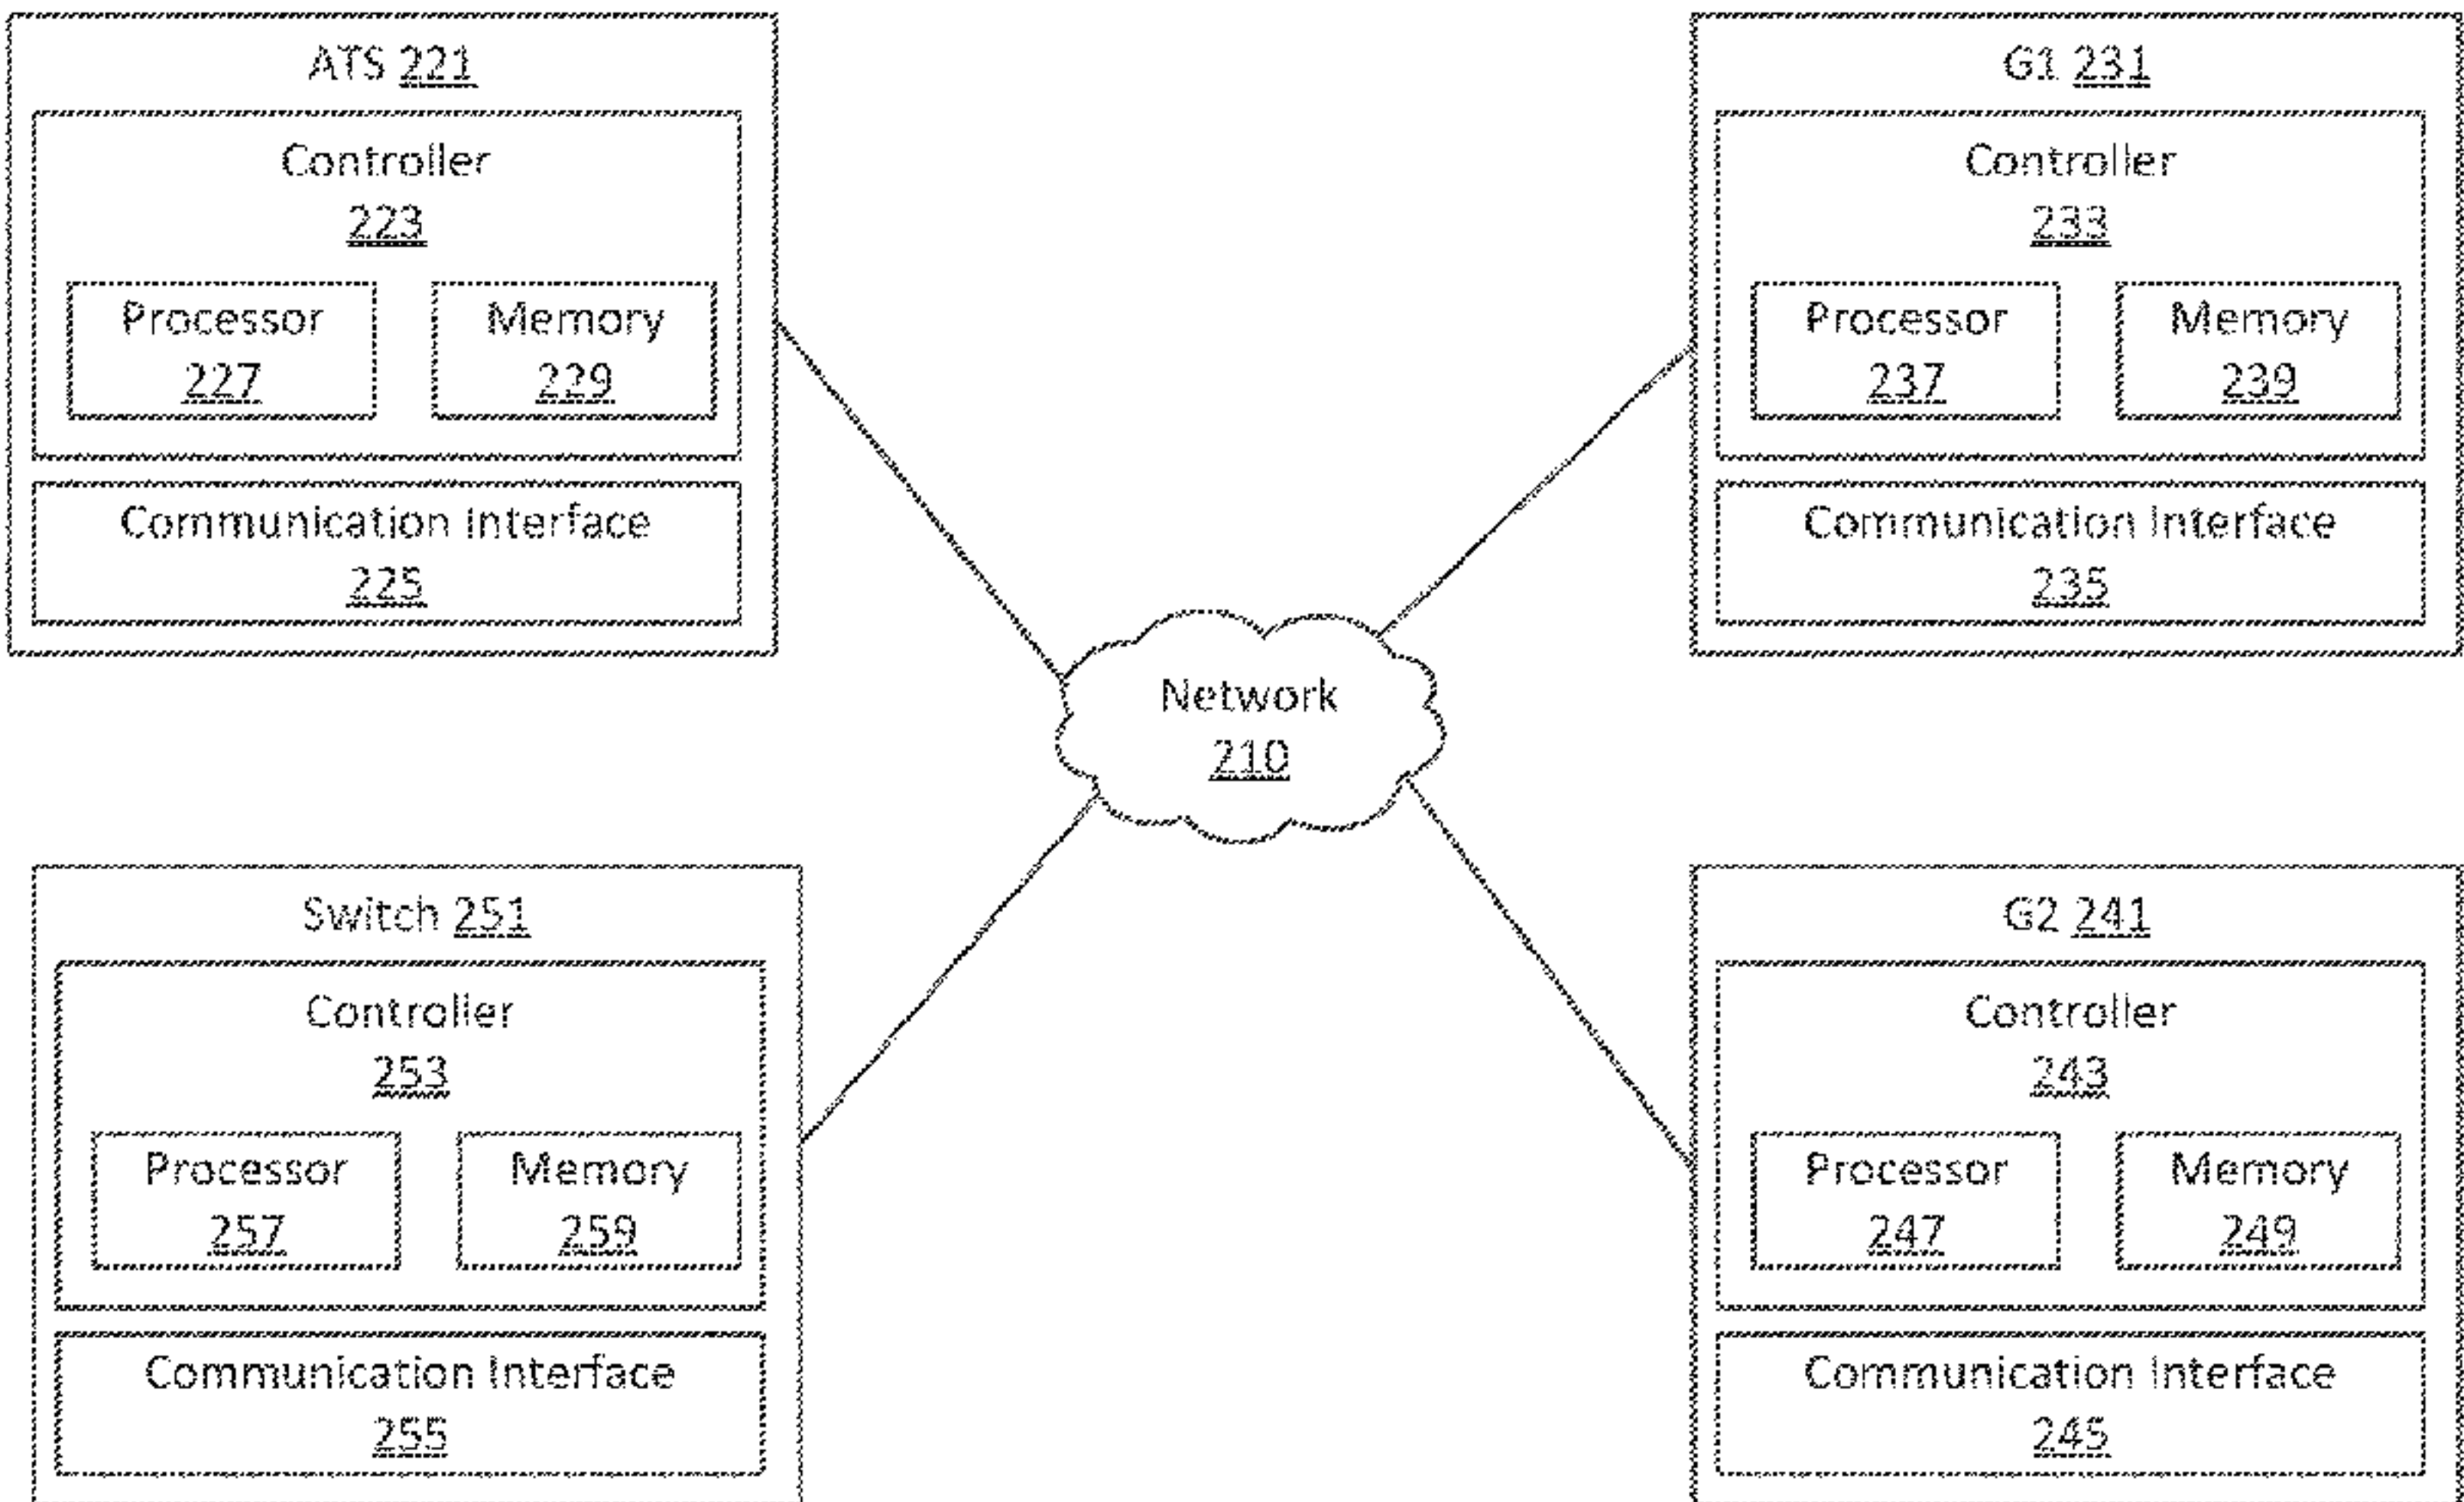 ATS 221
Controller
223
Processor
227
Memory
229
Communication Interface
225
G1 231
Controller
233
Processor
237
Memory
239
Communication Interface
235
Network
210
Switch 251
Controller
253
Processor
257
Memory
259
Communication Interface
255
G2 241
Controller
243
Processor
247
Memory
249
Communication Interface
245